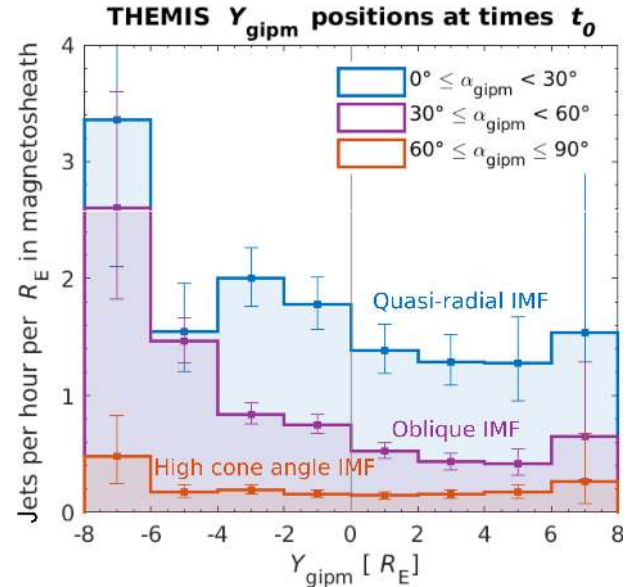 THEMIS Y_gipm positions at times t_0
Jets per hour per R_E in magnetosheath
4
3
2
1
0
0° ≤ α_gipm < 30°
30° ≤ α_gipm < 60°
60° ≤ α_gipm ≤ 90°
Quasi-radial IMF
Oblique IMF
High cone angle IMF
-8 -6 -4 -2 0 2 4 6 8
Y_gipm [ R_E]